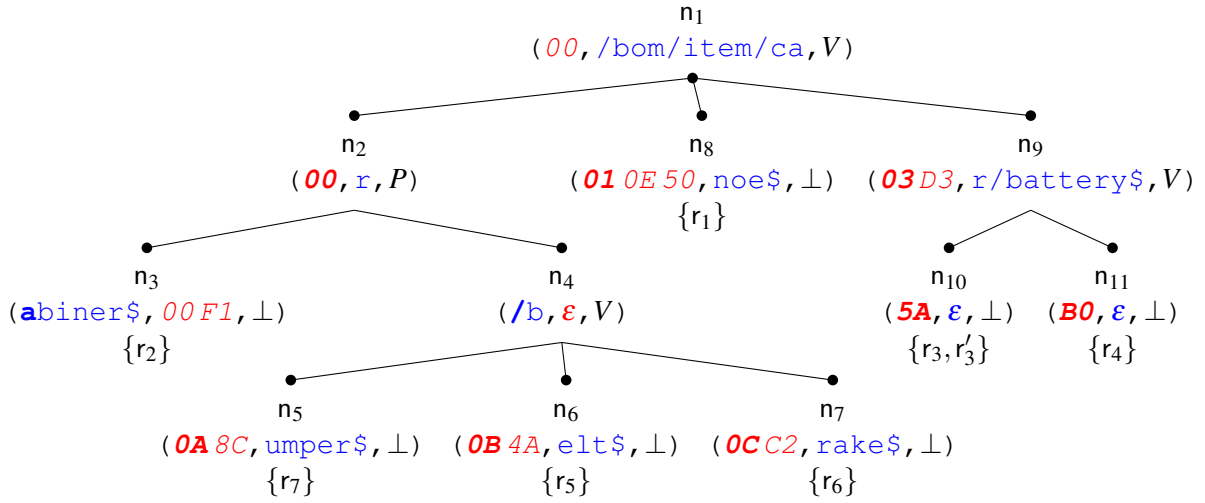 n₁
(00, /bom/item/ca, V)
n₂ n₈ n₉
(00, r, P) (01 0E 50, noe$, ⊥) (03 D3, r/battery$, V)
{r₁}
n₃ n₄ n₁₀ n₁₁
(abiner$, 00 F1, ⊥) (/b, ε, V) (5A, ε, ⊥) (B0, ε, ⊥)
{r₂} {r₃, r₃′} {r₄}
n₅ n₆ n₇
(0A 8C, umper$, ⊥) (0B 4A, elt$, ⊥) (0C C2, rake$, ⊥)
{r₇} {r₅} {r₆}